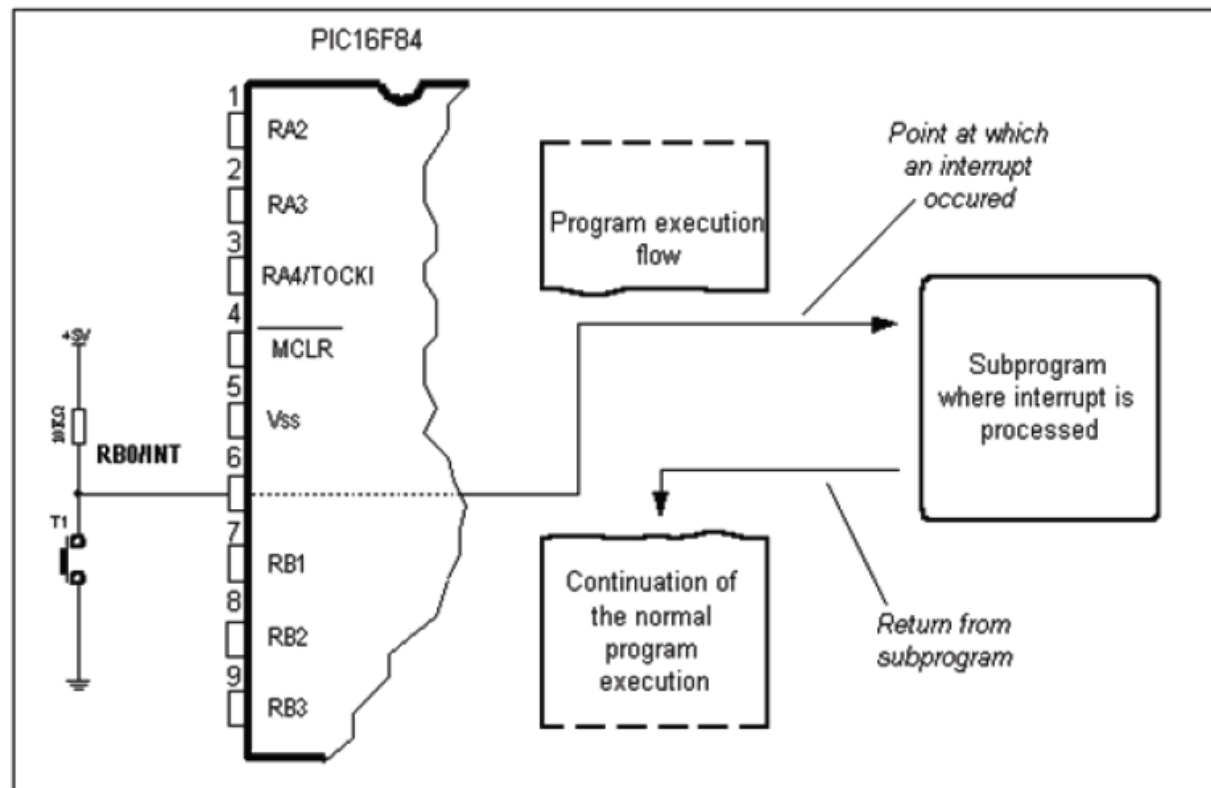 PIC16F84
1
RA2
2
RA3
3
RA4/TOCKI
4
MCLR
5
Vss
6
7
RB1
8
RB2
9
RB3
+5V
10KΩ
RB0/INT
T1
Program execution
flow
Point at which
an interrupt
occured
Subprogram
where interrupt is
processed
Continuation of
the normal
program
execution
Return from
subprogram